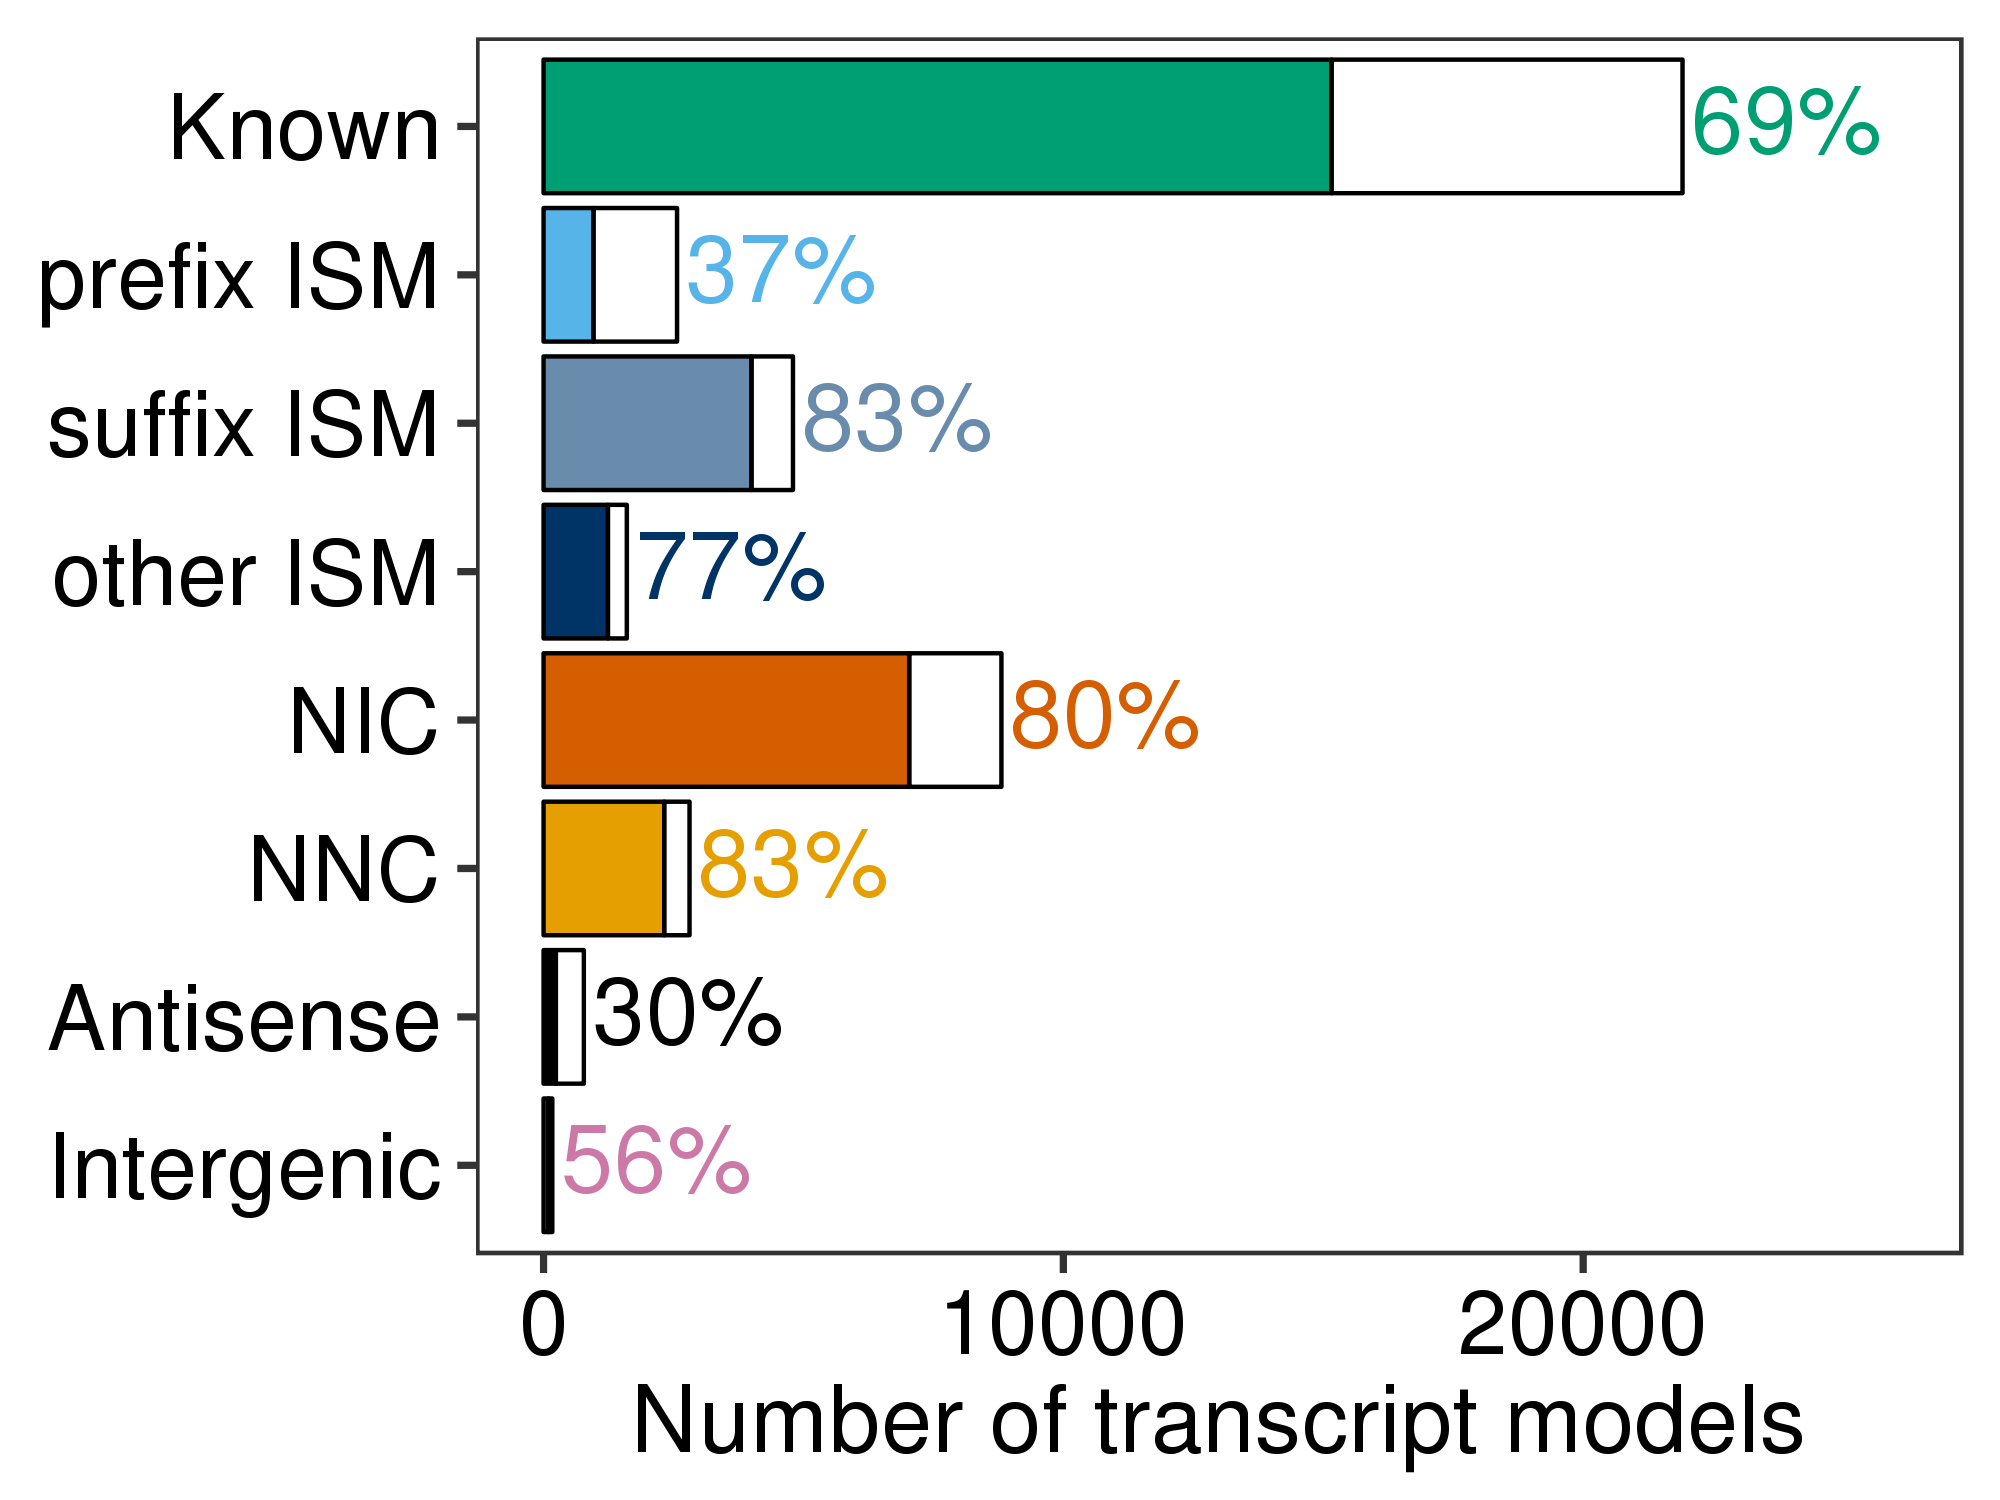 Known 69%
prefix ISM 37%
suffix ISM 83%
other ISM 77%
NIC 80%
NNC 83%
Antisense 30%
Intergenic 56%
0 10000 20000
Number of transcript models